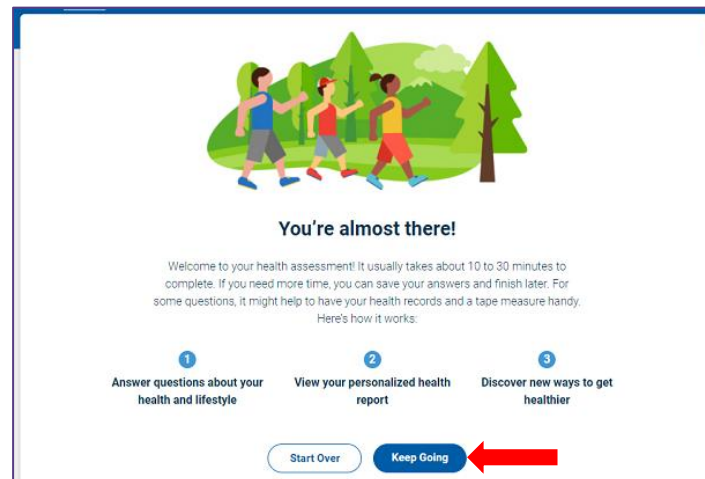 You're almost there!
Welcome to your health assessment! It usually takes about 10 to 30 minutes to
complete. If you need more time, you can save your answers and finish later. For
some questions, it might help to have your health records and a tape measure handy.
Here's how it works:
1
2
3
Answer questions about your
health and lifestyle
View your personalized health
report
Discover new ways to get
healthier
Start Over
Keep Going